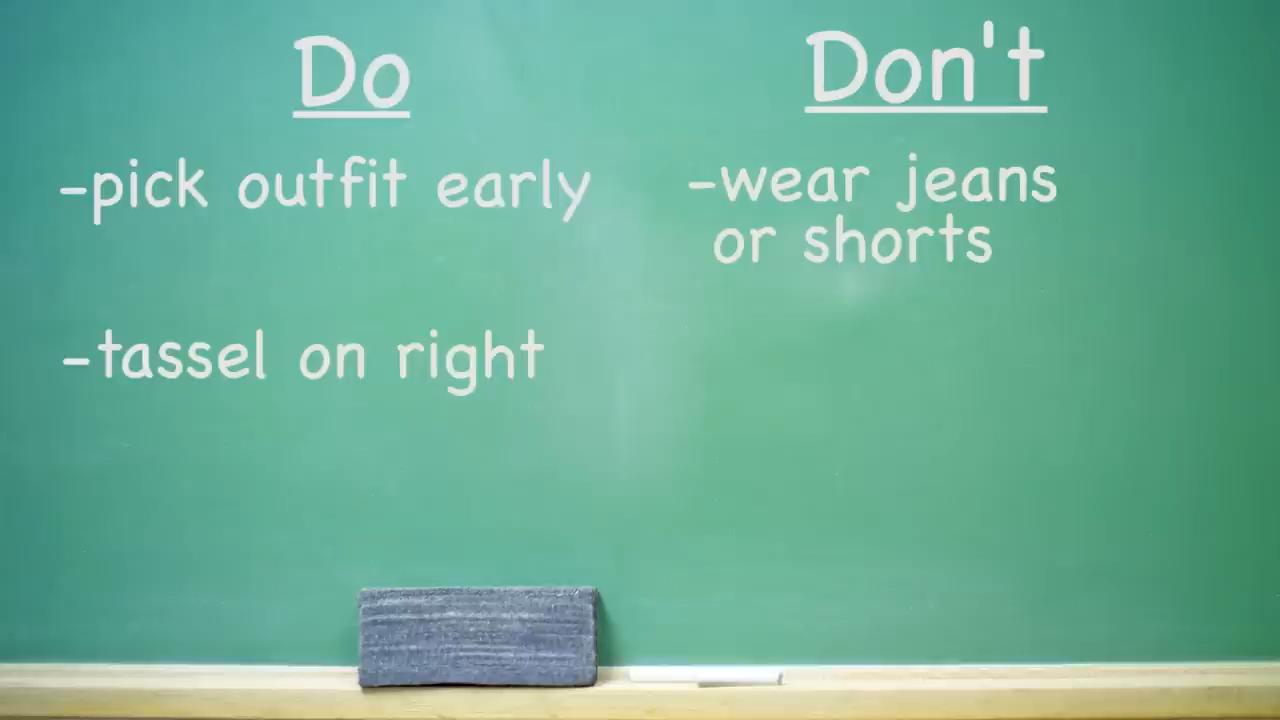 Do
-pick outfit early
-tassel on right
Don't
-wear jeans
or shorts